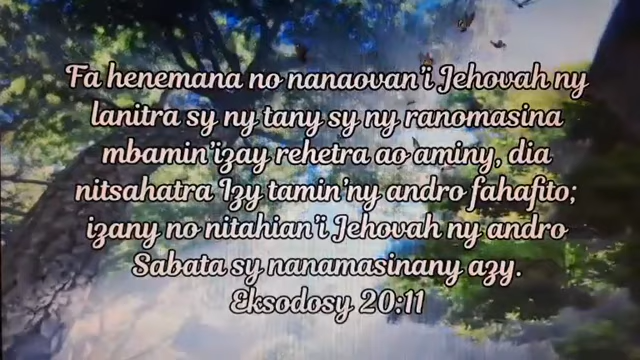 Fa henemana no nanaovan'i Jehovah ny
lanitra sy ny tany sy ny ranomasina
mbamin'izay rehetra ao aminy, dia
nitsahatra Izy tamin'ny andro fahafito;
izany no nitahian'i Jehovah ny andro
Sabata sy nanamasinany azy.
Eksodosy 20:11